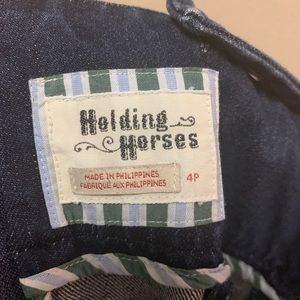 Holding
Horses
MADE IN PHILIPPINES
FABRIQUÉ AUX PHILIPPINES
4P